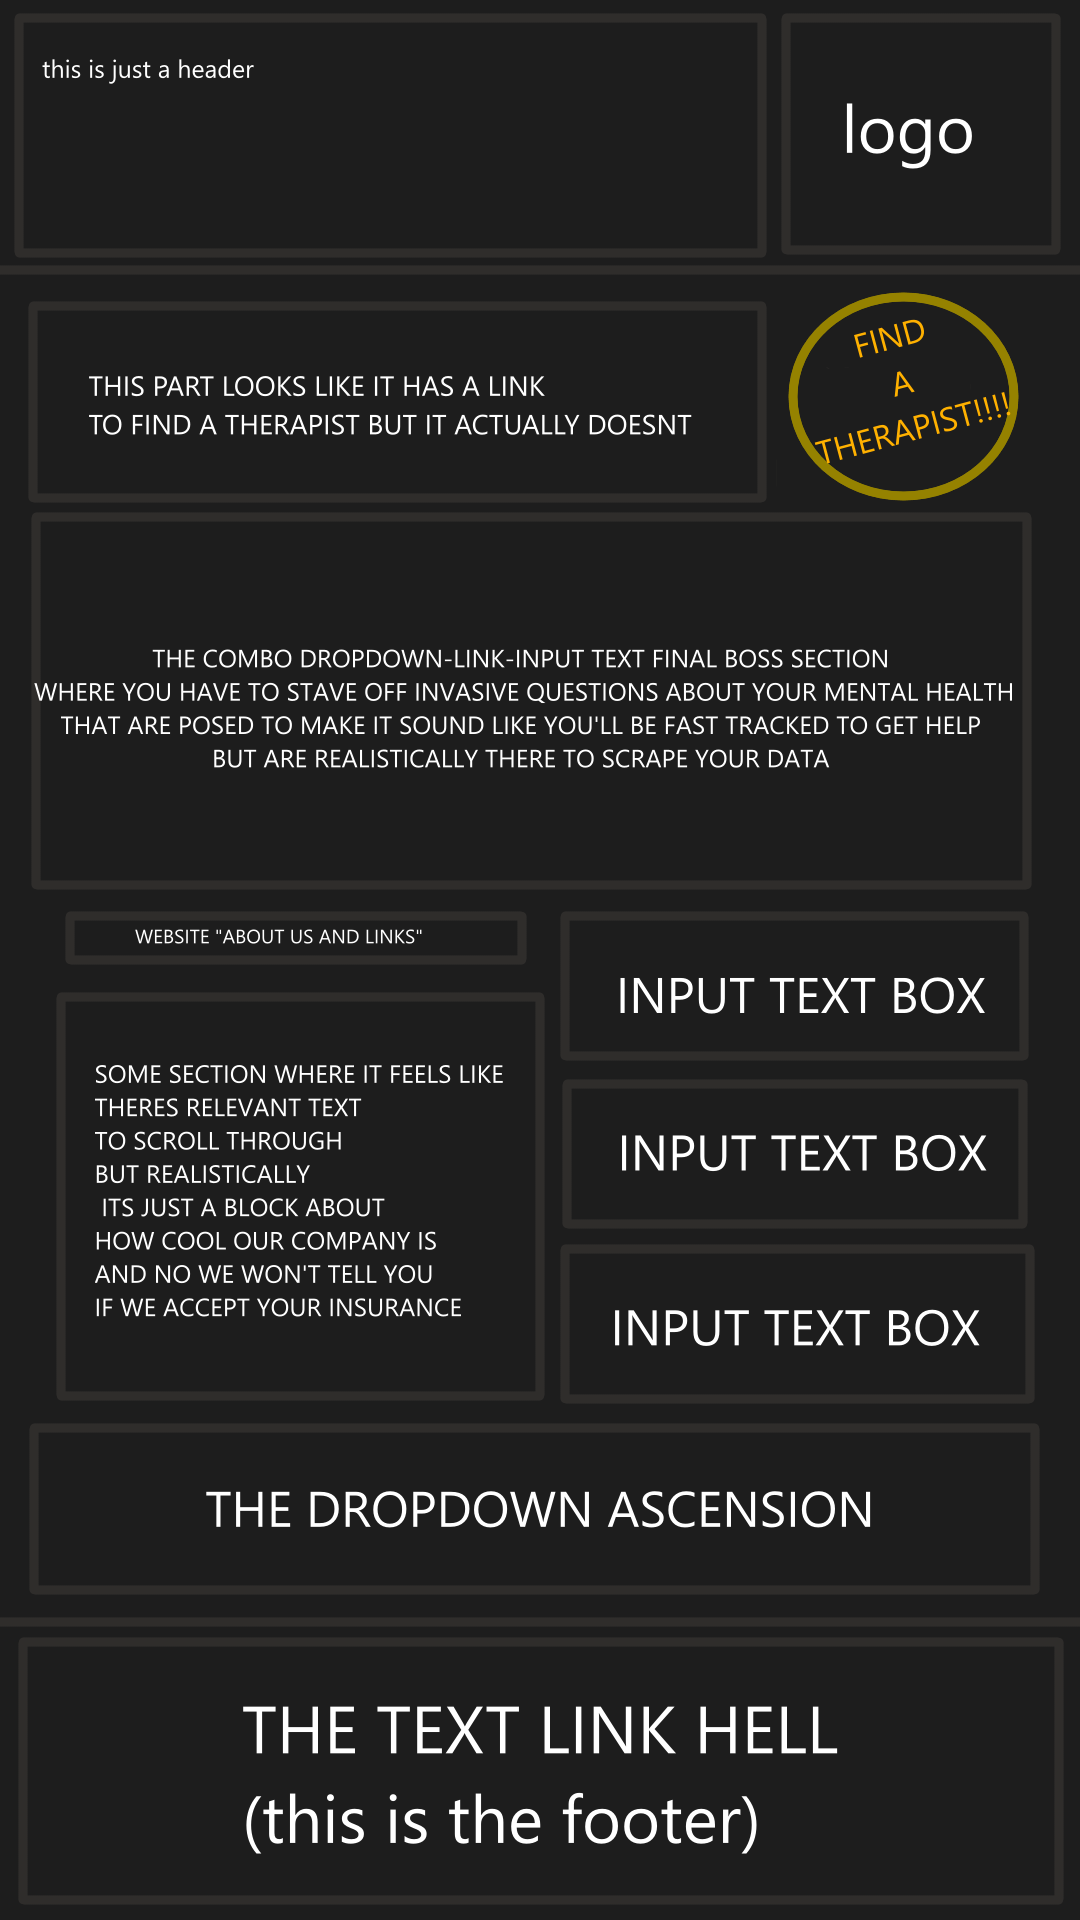 this is just a header
logo
THIS PART LOOKS LIKE IT HAS A LINK
TO FIND A THERAPIST BUT IT ACTUALLY DOESNT
FIND
A
THERAPIST!!!!
THE COMBO DROPDOWN-LINK-INPUT TEXT FINAL BOSS SECTION
WHERE YOU HAVE TO STAVE OFF INVASIVE QUESTIONS ABOUT YOUR MENTAL HEALTH
THAT ARE POSED TO MAKE IT SOUND LIKE YOU'LL BE FAST TRACKED TO GET HELP
BUT ARE REALISTICALLY THERE TO SCRAPE YOUR DATA
WEBSITE "ABOUT US AND LINKS"
SOME SECTION WHERE IT FEELS LIKE
THERES RELEVANT TEXT
TO SCROLL THROUGH
BUT REALISTICALLY
ITS JUST A BLOCK ABOUT
HOW COOL OUR COMPANY IS
AND NO WE WON'T TELL YOU
IF WE ACCEPT YOUR INSURANCE
INPUT TEXT BOX
INPUT TEXT BOX
INPUT TEXT BOX
THE DROPDOWN ASCENSION
THE TEXT LINK HELL
(this is the footer)